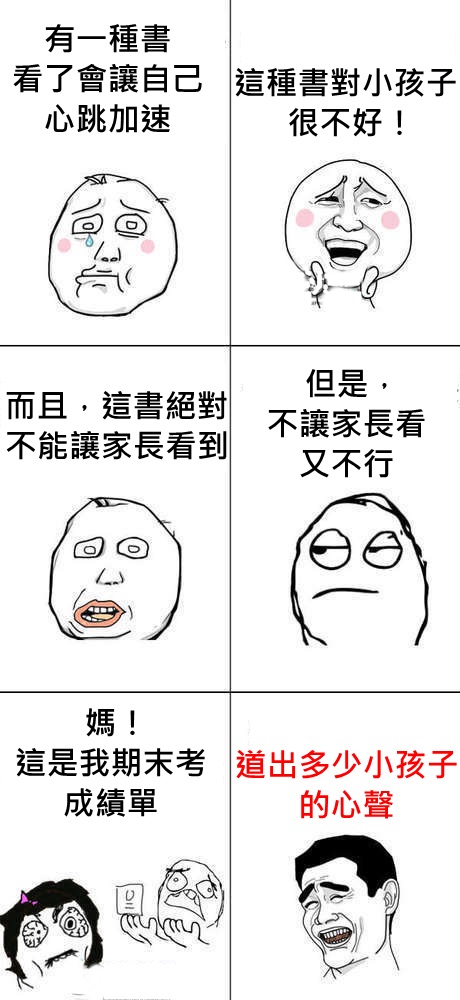 有一種書
看了會讓自己
心跳加速
這種書對小孩子
很不好！
而且，這書絕對
不能讓家長看到
但是，
不讓家長看
又不行
媽！
這是我期末考
成績單
道出多少小孩子
的心聲